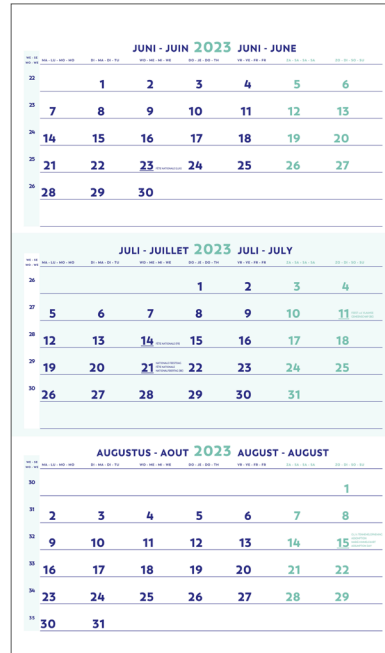 JUNI - JUIN 2023 JUNI - JUNE
MA - LU - MO - MO DI - MA - DI - TU WO - ME - MI - WE DO - JE - DO - TH VR - VE - FR - FR SA - SA - SA - SA ZO - DI - SO - SU
22 1 2 3 4 5 6
23 7 8 9 10 11 12 13
24 14 15 16 17 18 19 20
25 21 22 23 24 25 26 27
26 28 29 30
JULI - JUILLET 2023 JULI - JULY
MA - LU - MO - MO DI - MA - DI - TU WO - ME - MI - WE DO - JE - DO - TH VR - VE - FR - FR SA - SA - SA - SA ZO - DI - SO - SU
26 1 2 3 4
27 5 6 7 8 9 10 11
28 12 13 14 15 16 17 18
29 19 20 21 22 23 24 25
30 26 27 28 29 30 31
AUGUSTUS - AOUT 2023 AUGUST - AUGUST
MA - LU - MO - MO DI - MA - DI - TU WO - ME - MI - WE DO - JE - DO - TH VR - VE - FR - FR SA - SA - SA - SA ZO - DI - SO - SU
30 1
31 2 3 4 5 6 7 8
32 9 10 11 12 13 14 15
33 16 17 18 19 20 21 22
34 23 24 25 26 27 28 29
35 30 31